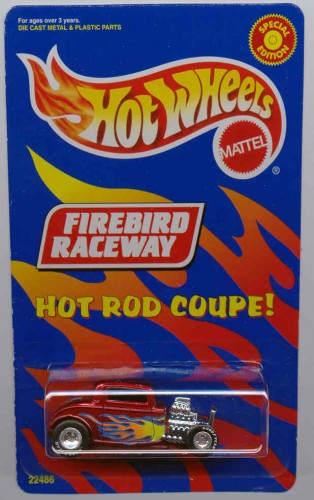 For ages over 3 years.
DIE CAST METAL & PLASTIC PARTS
SPECIAL
EDITION
HOT WHEELS
MATTEL
®
FIREBIRD
RACEWAY
HOT ROD COUPE!
22486